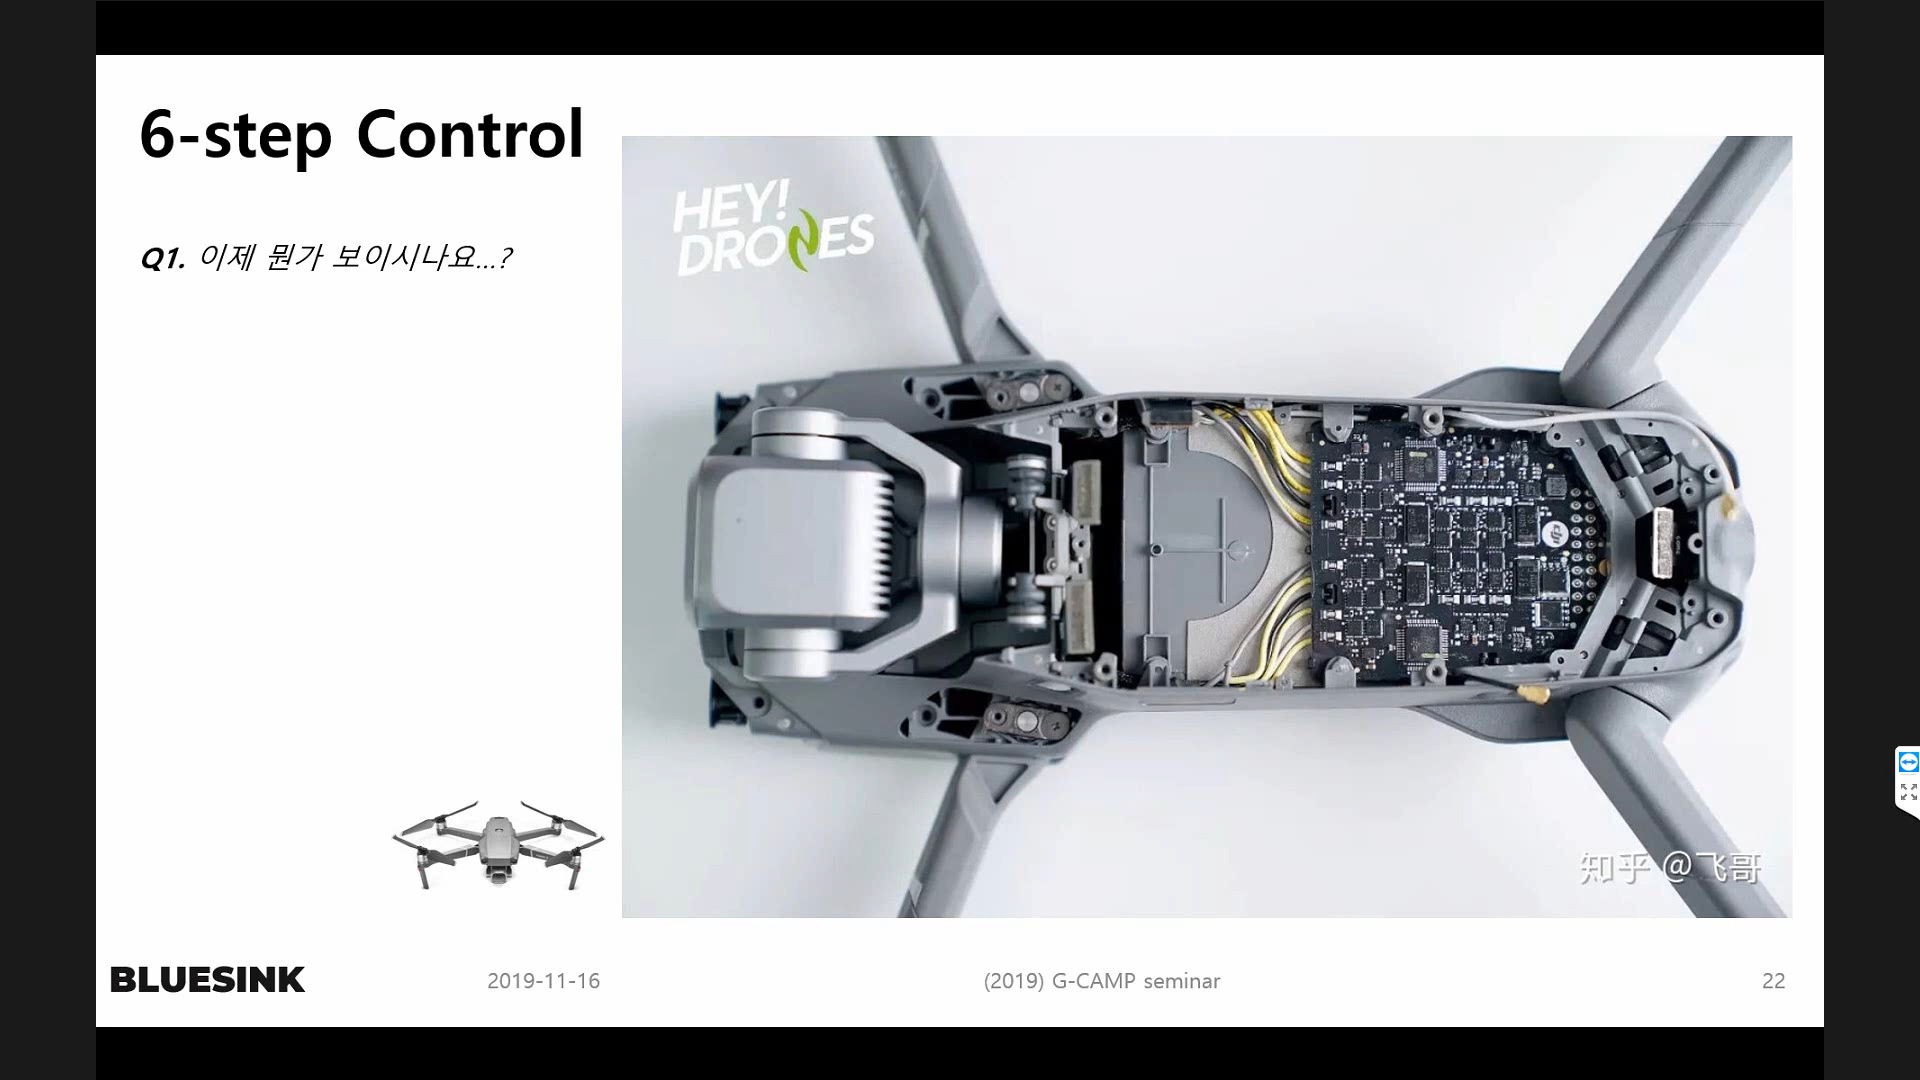 6-step Control
Q1. 이제 뭔가 보이시나요...?
HEY!
DRONES
dji
知乎 @飞哥
BLUESINK
2019-11-16
(2019) G-CAMP seminar
22